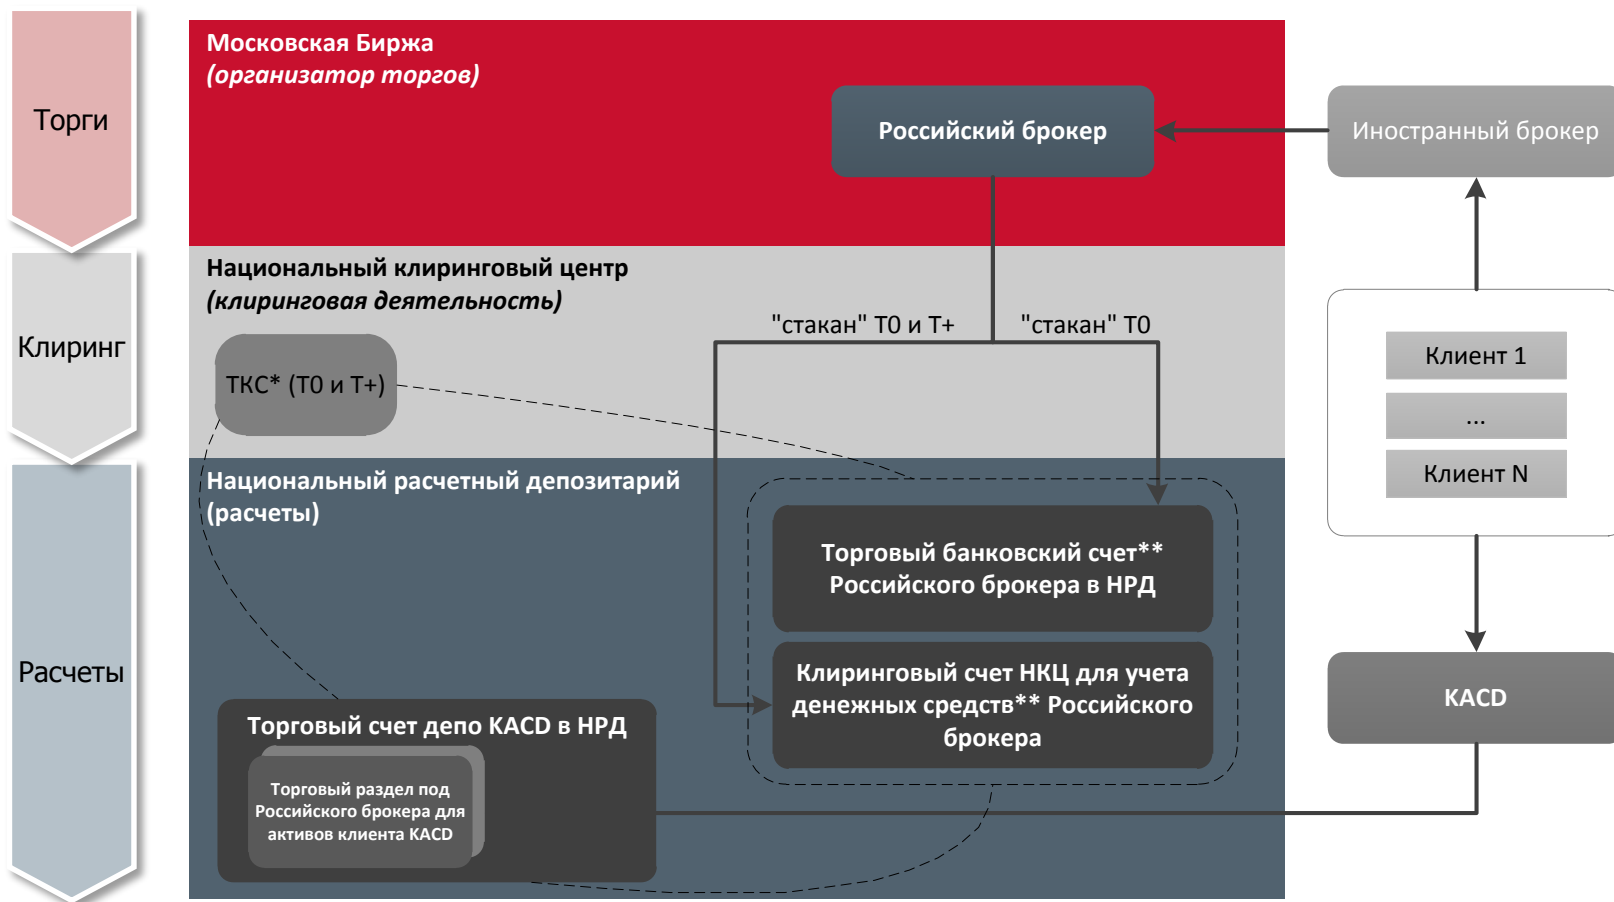 Московская Биржа
(организатор торгов)
Торги
Российский брокер
Иностранный брокер
Национальный клиринговый центр
(клиринговая деятельность)
"стакан" T0 и T+
"стакан" T0
Клиринг
ТКС* (T0 и T+)
Клиент 1
...
Клиент N
Национальный расчетный депозитарий
(расчеты)
Торговый банковский счет**
Российского брокера в НРД
Расчеты
Клиринговый счет НКЦ для учета
денежных средств** Российского
брокера
KACD
Торговый счет депо KACD в НРД
Торговый раздел под
Российского брокера для
активов клиента KACD